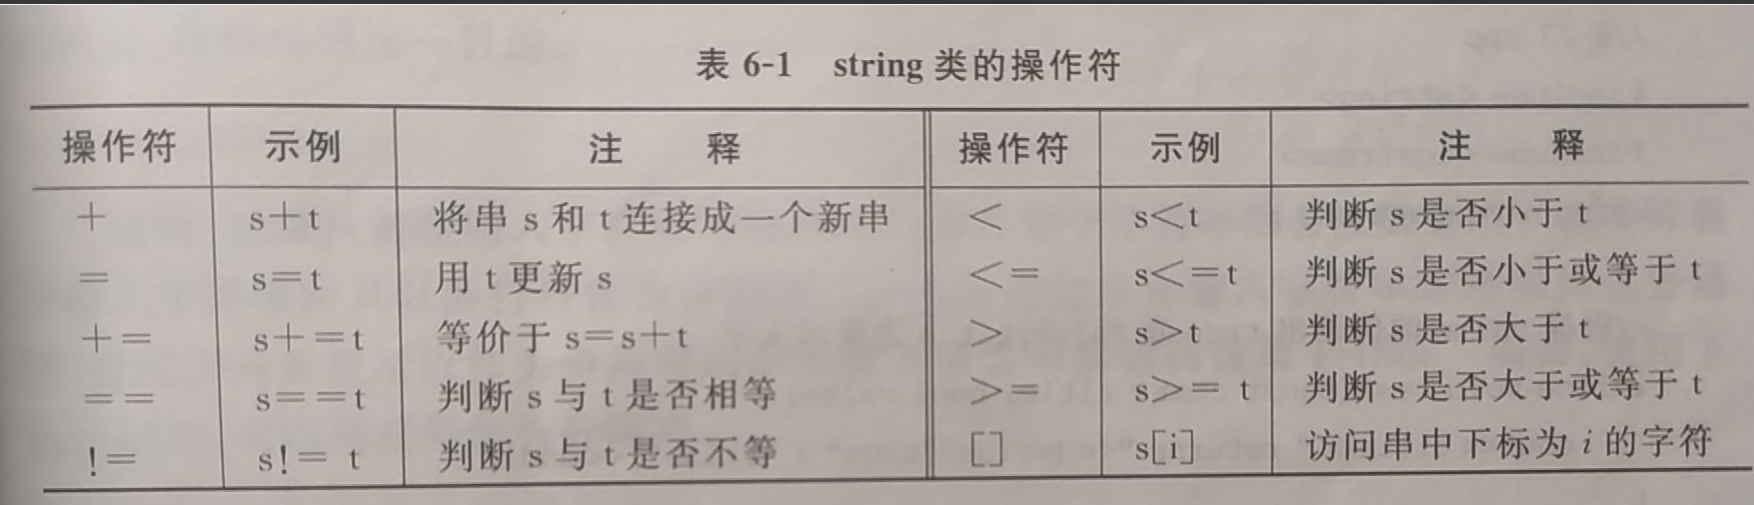 表 6-1 string 类的操作符
操作符 示例 注 释 操作符 示例 注 释
+ s+t 将串 s 和 t 连接成一个新串 < s<t 判断 s 是否小于 t
= s=t 用 t 更新 s <= s<=t 判断 s 是否小于或等于 t
+= s+=t 等价于 s=s+t > s>t 判断 s 是否大于 t
== s==t 判断 s 与 t 是否相等 >= s>= t 判断 s 是否大于或等于 t
!= s!= t 判断 s 与 t 是否不等 [] s[i] 访问串中下标为 i 的字符